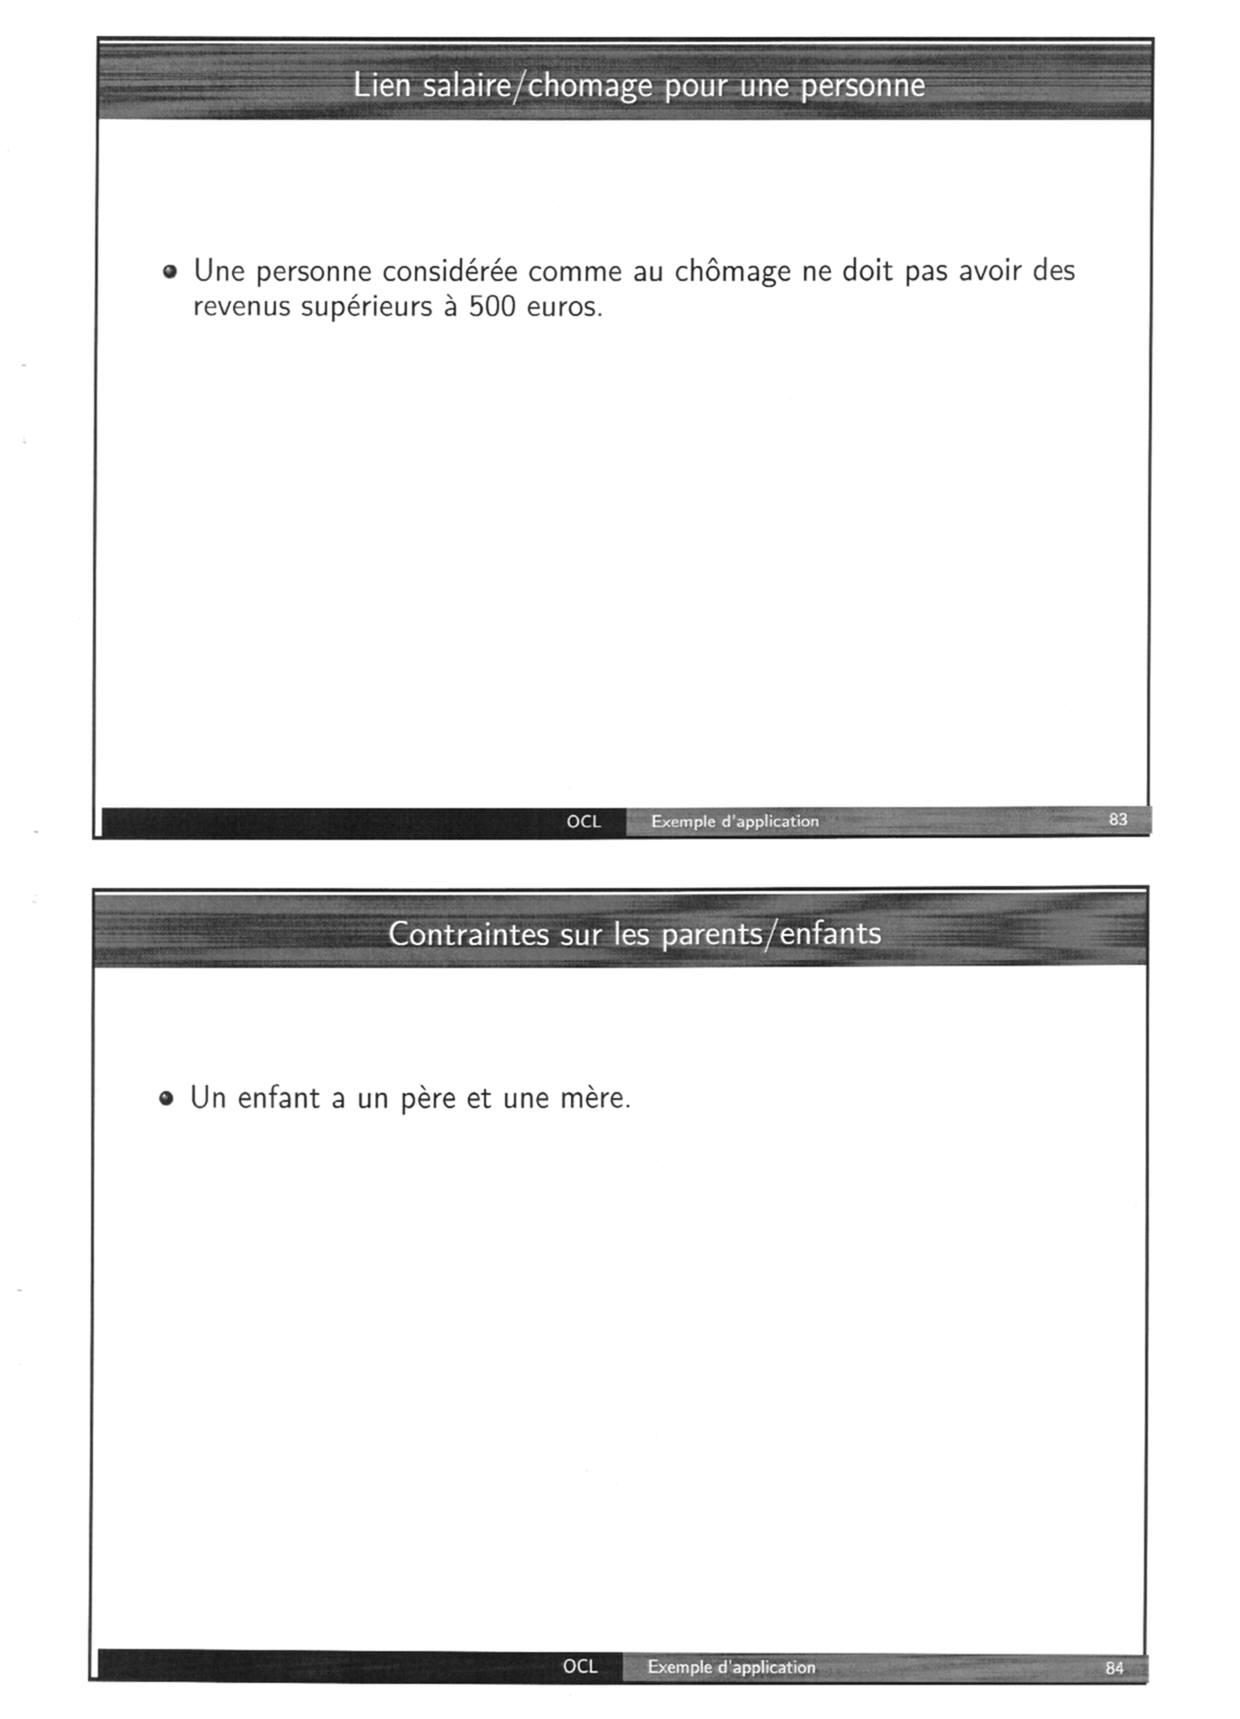 Lien salaire/chomage pour une personne
Une personne considérée comme au chômage ne doit pas avoir des
revenus supérieurs à 500 euros.
OCL Exemple d'application 83
Contraintes sur les parents/enfants
Un enfant a un père et une mère.
OCL Exemple d'application 84